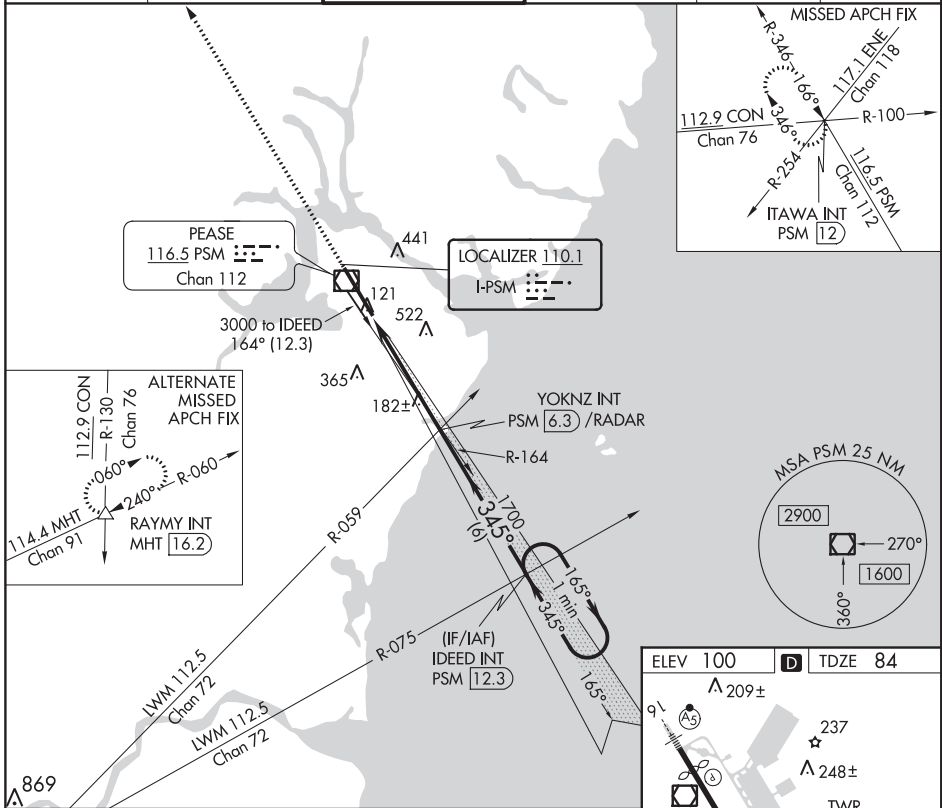 MISSED APCH FIX
R-346
166°
346°
117.1 ENE
Chan 118
112.9 CON
Chan 76
R-100
R-254
116.5 PSM
Chan 112
ITAWA INT
PSM 12
PEASE
116.5 PSM
Chan 112
441
LOCALIZER 110.1
I-PSM
121
522
3000 to IDEED
164° (12.3)
365
182±
YOKNZ INT
PSM 6.3 /RADAR
R-164
ALTERNATE
MISSED
APCH FIX
112.9 CON
R-130
Chan 76
060°
R-060
240°
114.4 MHT
Chan 91
RAYMY INT
MHT 16.2
R-059
1700
345°
(6)
165°
1 min
345°
165°
R-075
(IF/IAF)
IDEED INT
PSM 12.3
LWM 112.5
Chan 72
LWM 112.5
Chan 72
869
MSA PSM 25 NM
2900
270°
1600
360°
ELEV 100
D
TDZE 84
209±
16
A5
237
P
248±
TWR